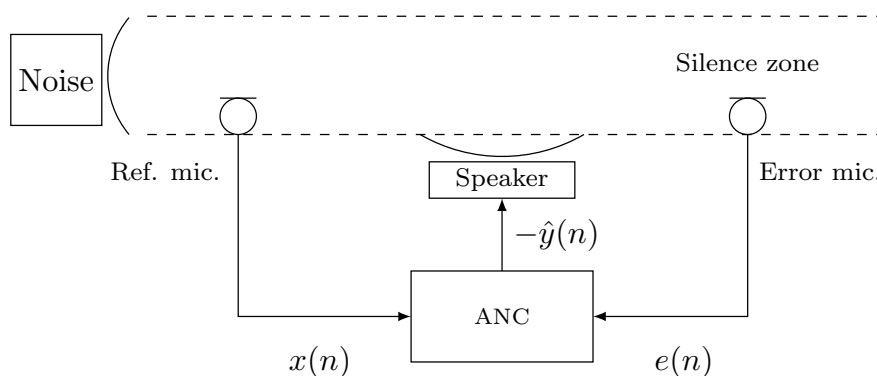 Silence zone
Noise
Ref. mic.
Speaker
Error mic.
−ŷ(n)
ANC
x(n)
e(n)